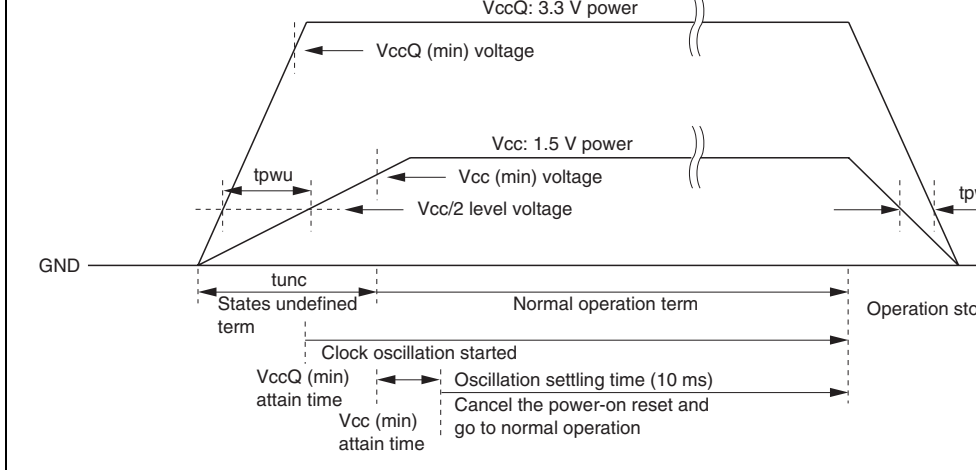 VccQ: 3.3 V power
VccQ (min) voltage
Vcc: 1.5 V power
tpwu
Vcc (min) voltage
Vcc/2 level voltage
GND
tunc
States undefined
term
Normal operation term
Clock oscillation started
VccQ (min)
attain time
Oscillation settling time (10 ms)
Cancel the power-on reset and
go to normal operation
Vcc (min)
attain time
Operation